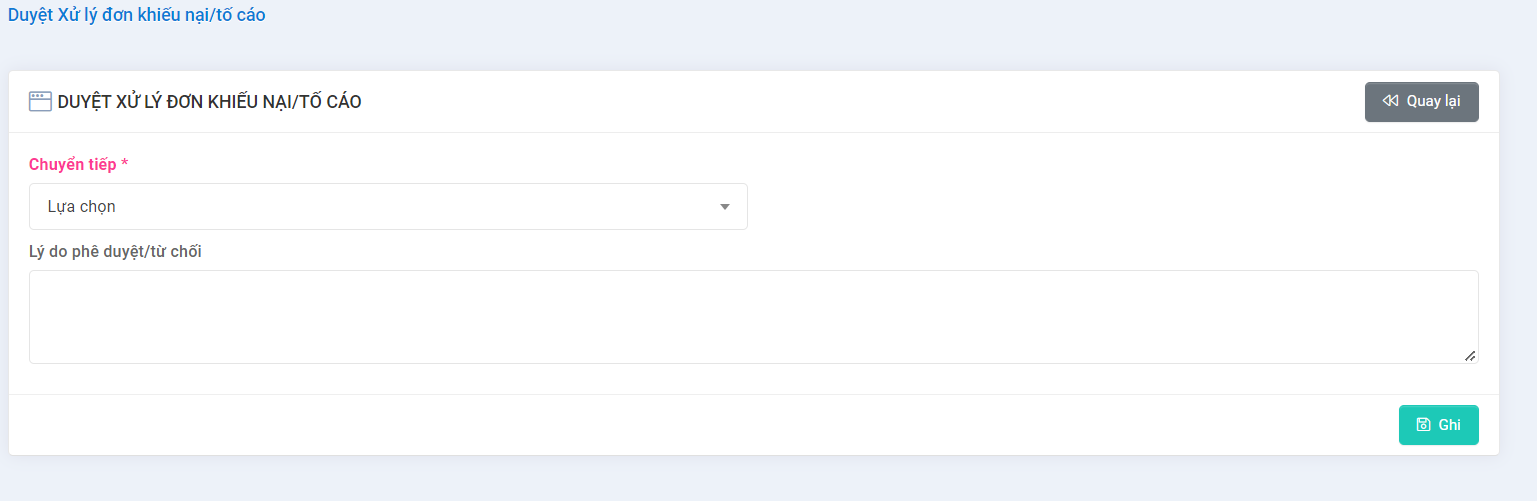 Duyệt Xử lý đơn khiếu nại/tố cáo
DUYỆT XỬ LÝ ĐƠN KHIẾU NẠI/TỐ CÁO
Quay lại
Chuyển tiếp *
Lựa chọn
Lý do phê duyệt/từ chối
Ghi